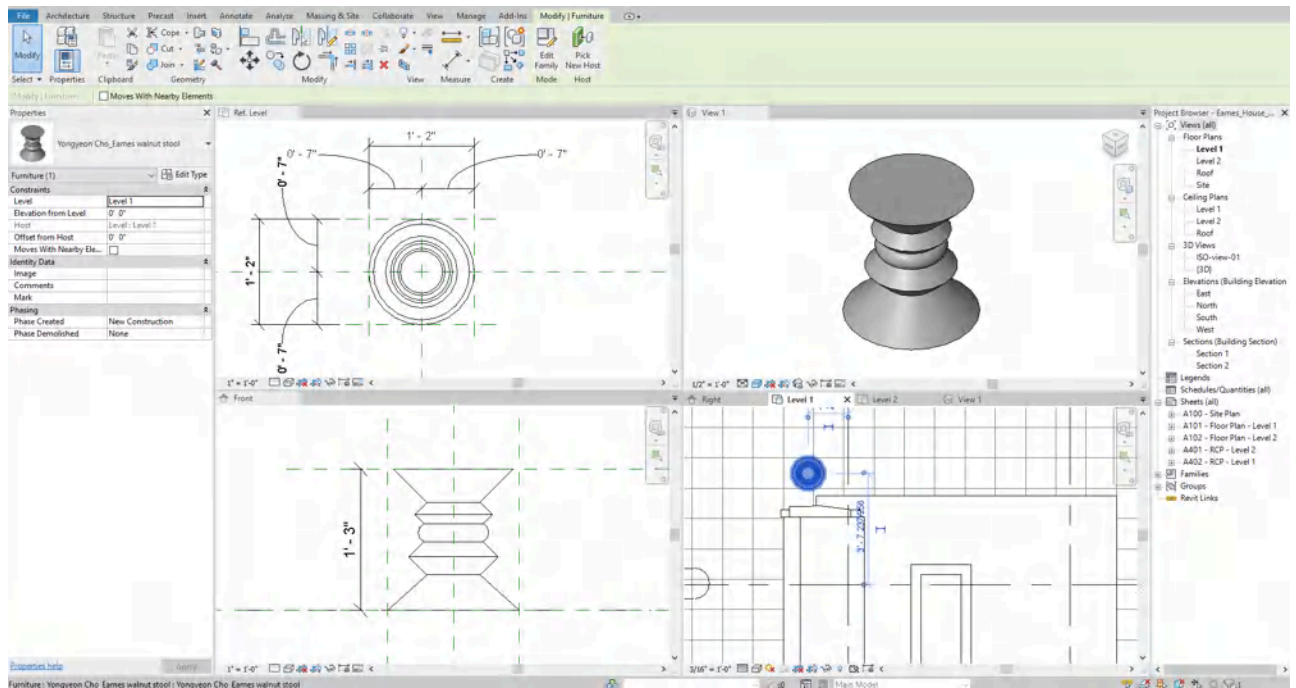 File Architecture Structure Precast Insert Annotate Analyze Massing & Site Collaborate View Manage Add-Ins Modify | Furniture
Modify
Cope
Cut
Join
Edit Family
Pick New Host
Select Properties Clipboard Geometry Modify View Measure Create Mode Host
Moves With Nearby Elements
Properties
Yongyeon Cho_Eames walnut stool
Furniture (1) Edit Type
Constraints
Level Level 1
Elevation from Level 0' 0"
Host Level : Level 1
Offset from Host 0' 0"
Moves With Nearby Ele...
Identity Data
Image
Comments
Mark
Phasing
Phase Created New Construction
Phase Demolished None
Properties help Apply
Ref. Level
1' - 2"
0' - 7" 0' - 7"
0' - 7"
1' - 2"
0' - 7"
1" = 1'-0"
View 1
1/2" = 1'-0"
Front
1' - 3"
1" = 1'-0"
Right Level 1 Level 2 View 1
3/16" = 1'-0"
Project Browser - Eames_House_...
Views (all)
Floor Plans
Level 1
Level 2
Roof
Site
Ceiling Plans
Level 1
Level 2
Roof
3D Views
ISO-view-01
{3D}
Elevations (Building Elevation
East
North
South
West
Sections (Building Section)
Section 1
Section 2
Legends
Schedules/Quantities (all)
Sheets (all)
A100 - Site Plan
A101 - Floor Plan - Level 1
A102 - Floor Plan - Level 2
A401 - RCP - Level 2
A402 - RCP - Level 1
Families
Groups
Revit Links
Furniture : Yongyeon Cho_Eames walnut stool : Yongyeon Cho_Eames walnut stool
:0 Main Model :1